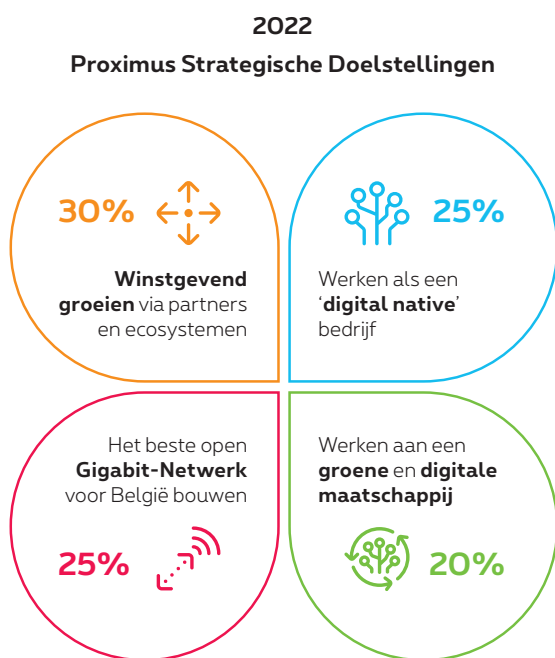 2022
Proximus Strategische Doelstellingen
30%
Winstgevend
groeien via partners
en ecosystemen
25%
Werken als een
‘digital native’
bedrijf
Het beste open
Gigabit-Netwerk
voor België bouwen
25%
Werken aan een
groene en digitale
maatschappij
20%